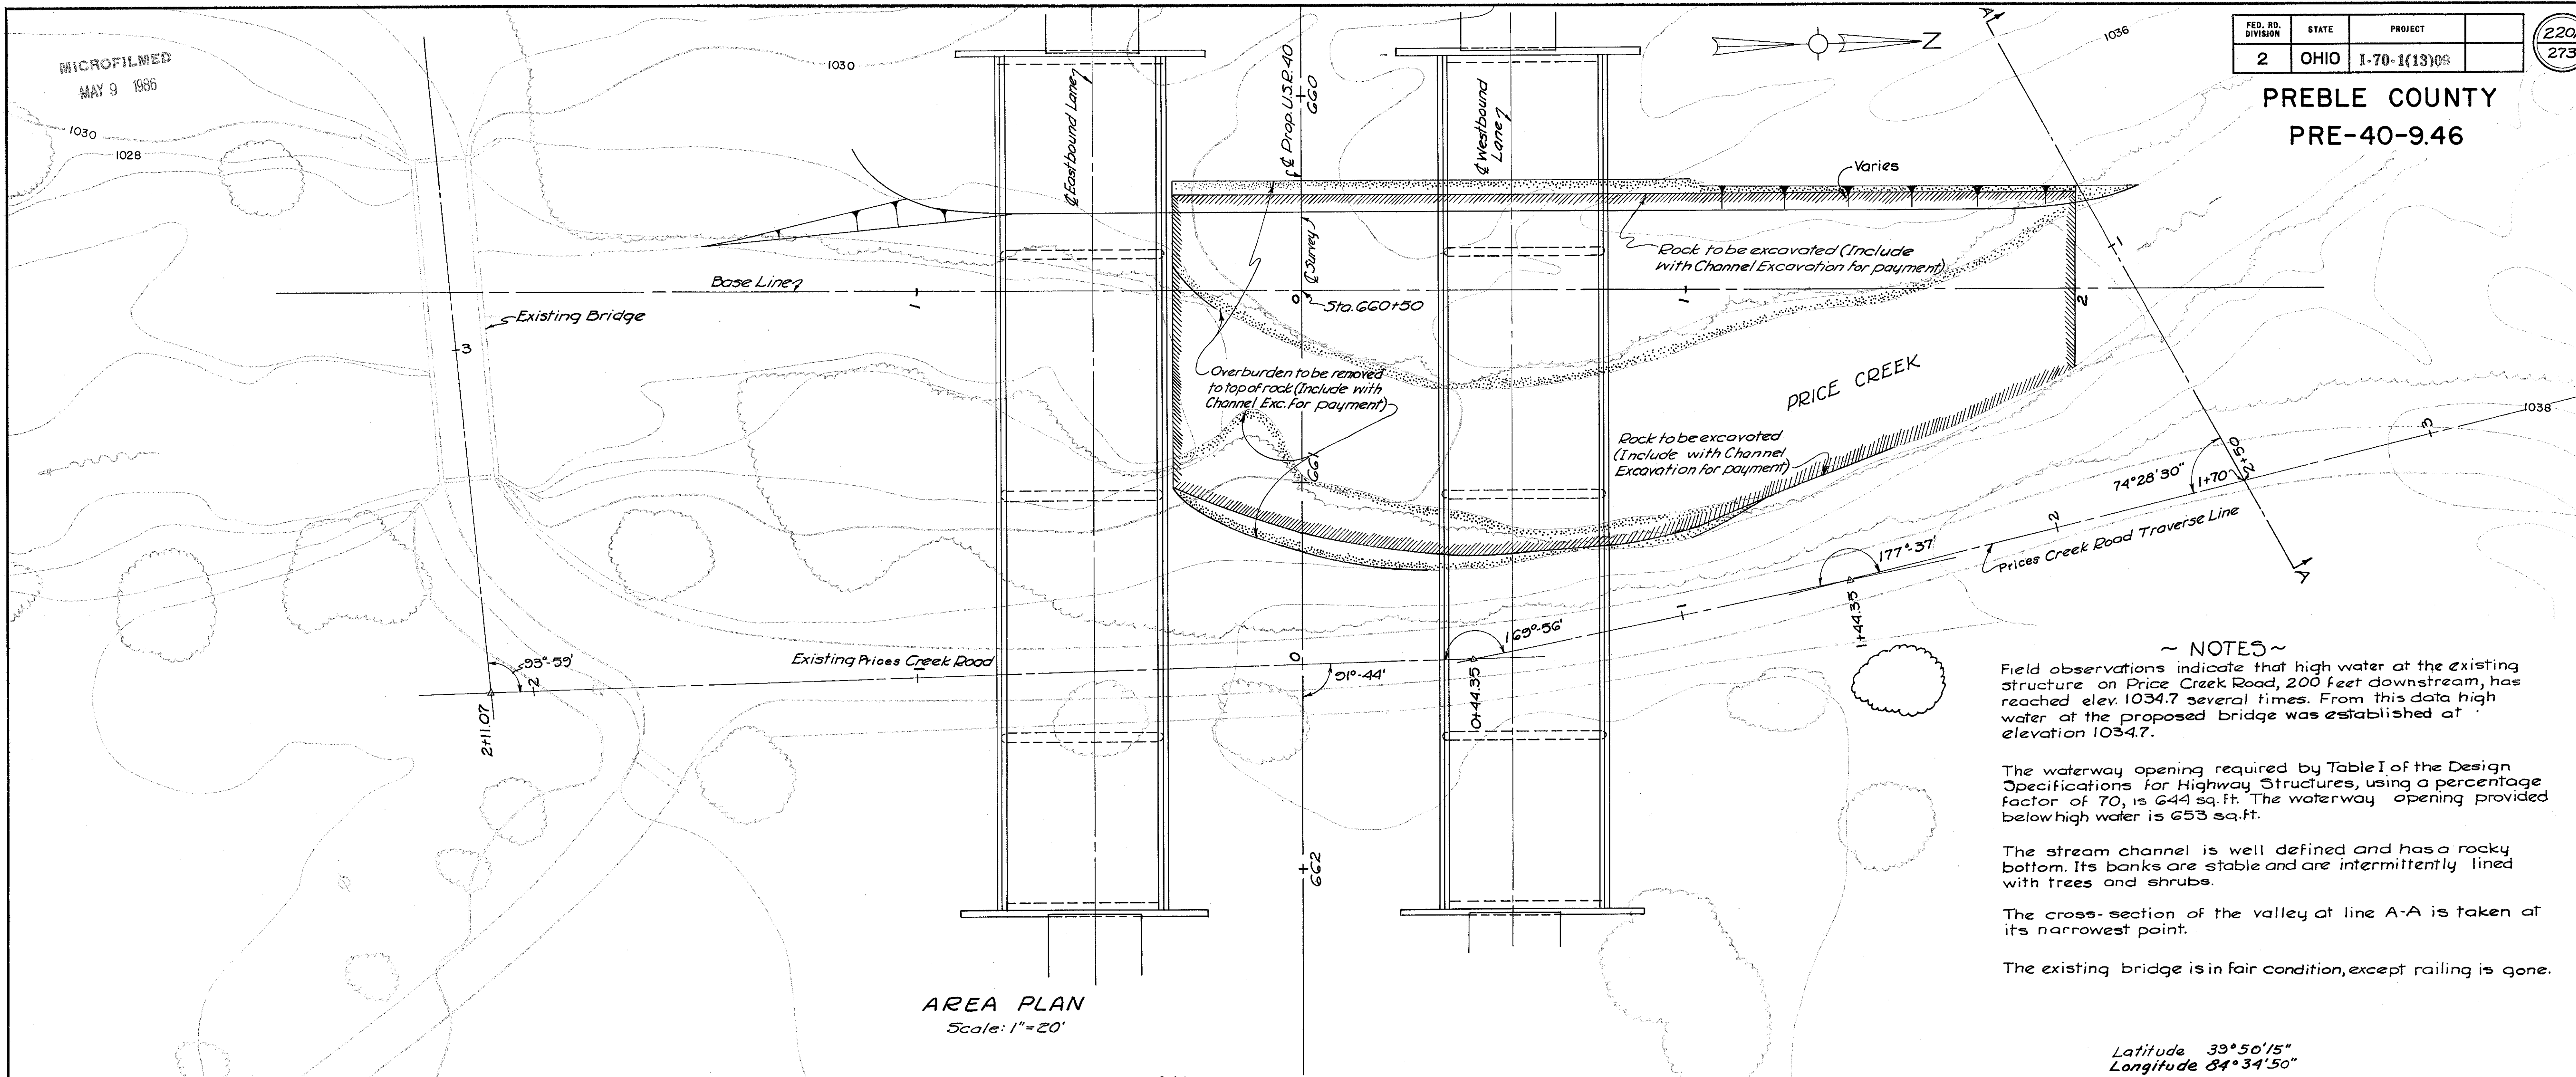 MICROFILMED
MAY 9 1986
FED. RD. DIVISION
STATE
PROJECT
2
OHIO
I-70-1(13)09
273
PREBLE COUNTY
PRE-40-9.46
1030
1030
1028
1036
1038
℄ Eastbound Lane
℄ Prop. U.S.R. 40
660
℄ Westbound
Lane
Z
A
Varies
Base Line
1
0
1
2
℄ Survey
Sta. 660+50
Existing Bridge
3
Rock to be excavated (Include
with Channel Excavation for payment)
Overburden to be removed
to top of rock (Include with
Channel Exc. for payment)
PRICE CREEK
Rock to be excavated
(Include with Channel
Excavation for payment)
661
74°28'30"
1+70
2+50
3
2
1
177°-37'
Prices Creek Road Traverse Line
A
1+44.35
169°-56'
0+44.35
91°-44'
0
Existing Prices Creek Road
1
2
93°-59'
2+11.07
662
~ NOTES ~
Field observations indicate that high water at the existing
structure on Price Creek Road, 200 feet downstream, has
reached elev. 1034.7 several times. From this data high
water at the proposed bridge was established at
elevation 1034.7.
The waterway opening required by Table I of the Design
Specifications for Highway Structures, using a percentage
factor of 70, is 644 sq. ft. The waterway opening provided
below high water is 653 sq. ft.
The stream channel is well defined and has a rocky
bottom. Its banks are stable and are intermittently lined
with trees and shrubs.
The cross-section of the valley at line A-A is taken at
its narrowest point.
The existing bridge is in fair condition, except railing is gone.
AREA PLAN
Scale: 1"=20'
Latitude 39°50'15"
Longitude 84°34'50"